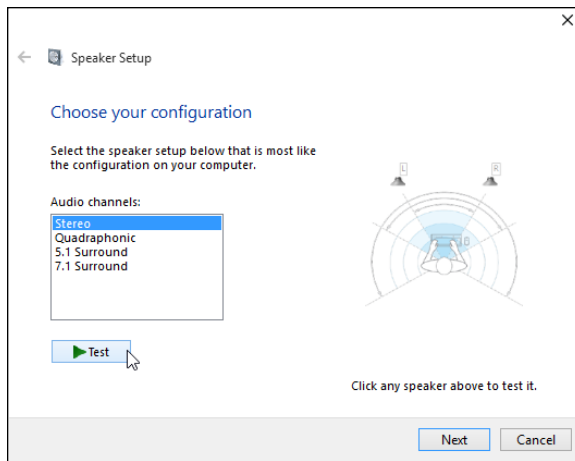 Speaker Setup
Choose your configuration
Select the speaker setup below that is most like
the configuration on your computer.
Audio channels:
Stereo
Quadraphonic
5.1 Surround
7.1 Surround
L
R
Test
Click any speaker above to test it.
Next
Cancel